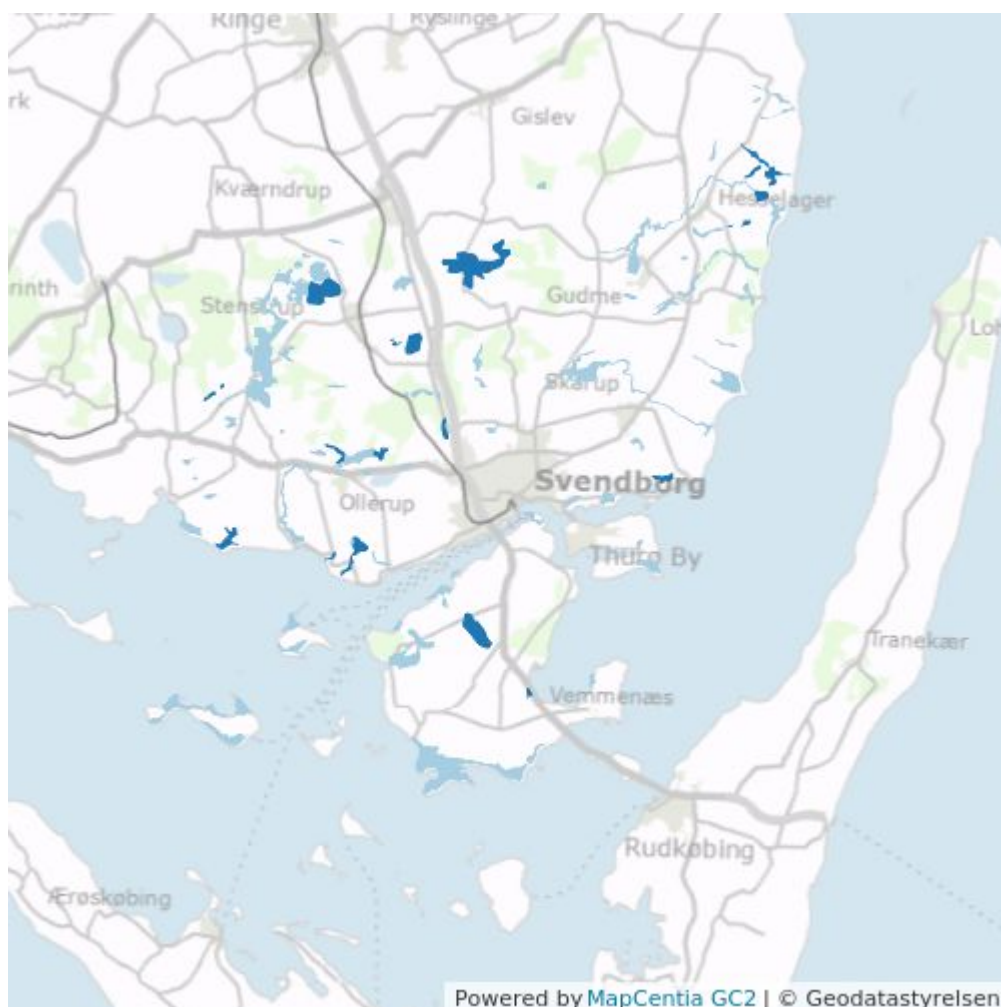 Ringe
Ryslinge
Gislev
Kværndrup
Hesselager
Gudme
Stenstrup
Skårup
Svendborg
Ollerup
Thurø By
Tranekær
Vemmenæs
Rudkøbing
Ærøskøbing
Powered by MapCentia GC2 | © Geodatastyrelsen